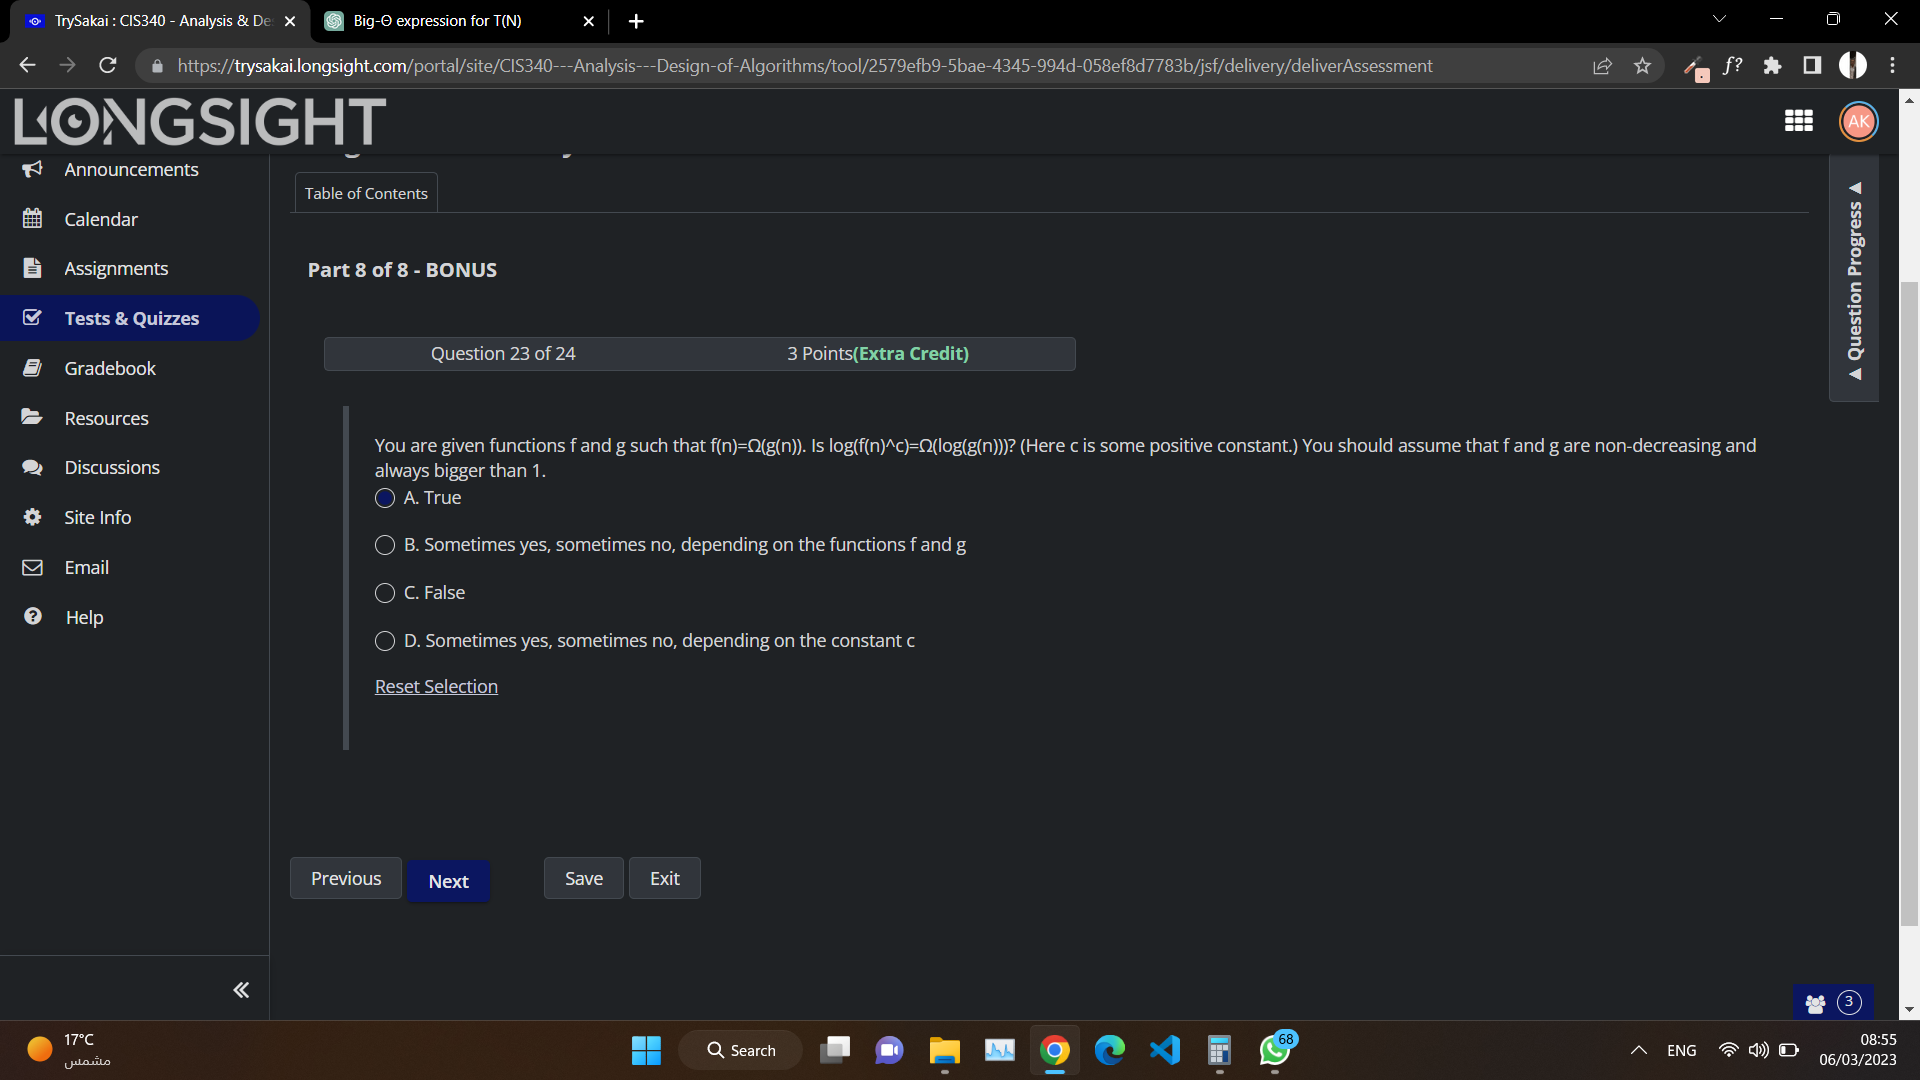 TrySakai : CIS340 - Analysis & De
Big-Θ expression for T(N)
https://trysakai.longsight.com/portal/site/CIS340---Analysis---Design-of-Algorithms/tool/2579efb9-5bae-4345-994d-058ef8d7783b/jsf/delivery/deliverAssessment
f?
LONGSIGHT
AK
Announcements
Calendar
Assignments
Tests & Quizzes
Gradebook
Resources
Discussions
Site Info
Email
Help
Table of Contents
Question Progress
Part 8 of 8 - BONUS
Question 23 of 24
3 Points(Extra Credit)
You are given functions f and g such that f(n)=Ω(g(n)). Is log(f(n)^c)=Ω(log(g(n)))? (Here c is some positive constant.) You should assume that f and g are non-decreasing and
always bigger than 1.
A. True
B. Sometimes yes, sometimes no, depending on the functions f and g
C. False
D. Sometimes yes, sometimes no, depending on the constant c
Reset Selection
Previous
Next
Save
Exit
3
17°C
مشمس
Search
68
ENG
08:55
06/03/2023